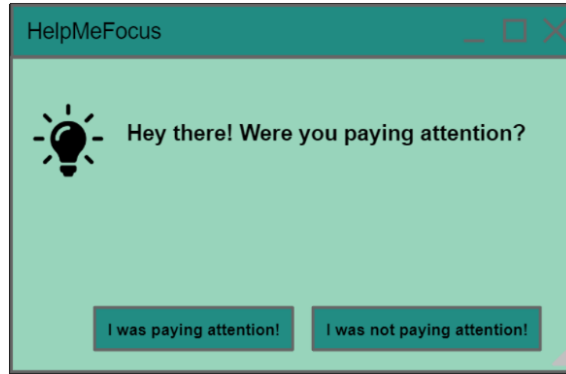 HelpMeFocus
Hey there! Were you paying attention?
I was paying attention!
I was not paying attention!